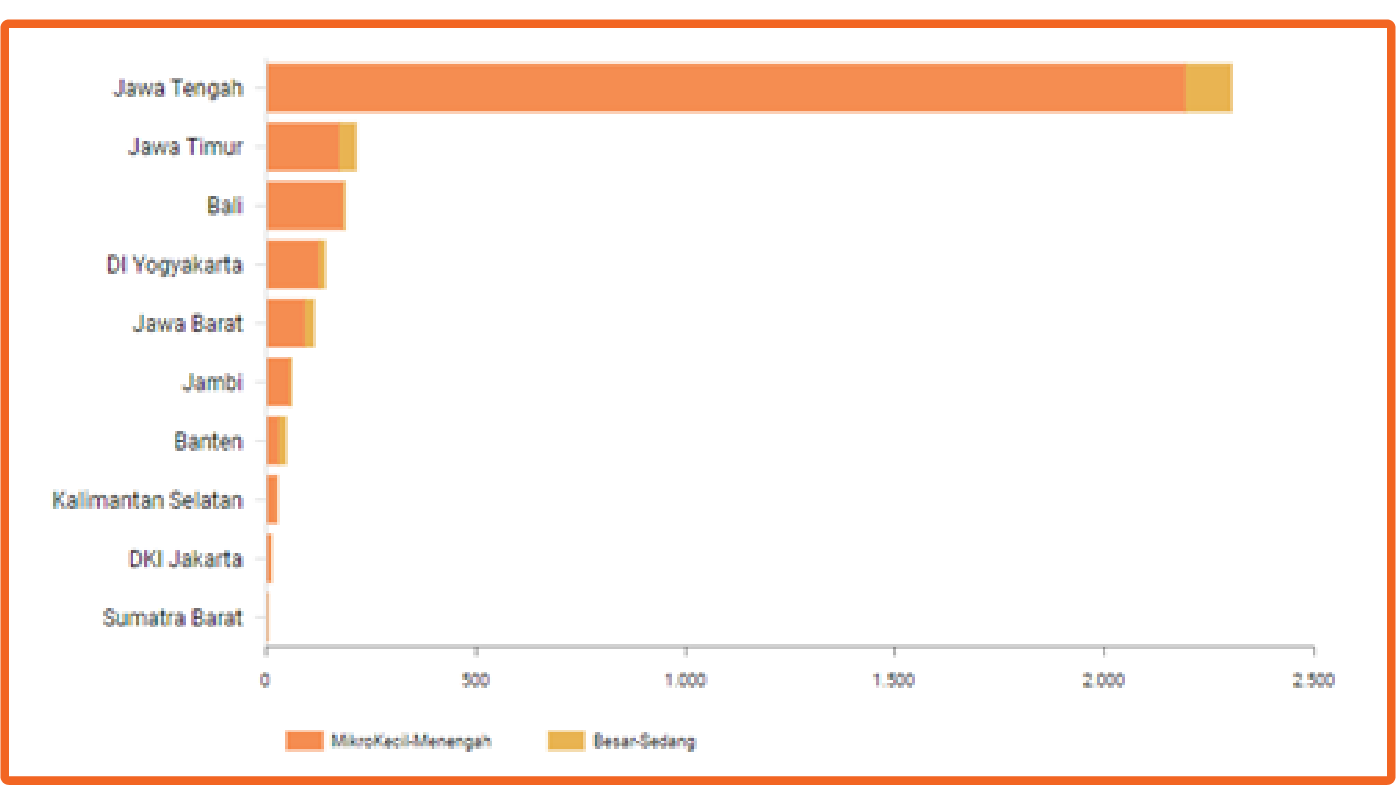 Jawa Tengah
Jawa Timur
Bali
DI Yogyakarta
Jawa Barat
Jambi
Banten
Kalimantan Selatan
DKI Jakarta
Sumatra Barat
0 500 1.000 1.500 2.000 2.500
MikroKecil-Menengah Besar-Sedang